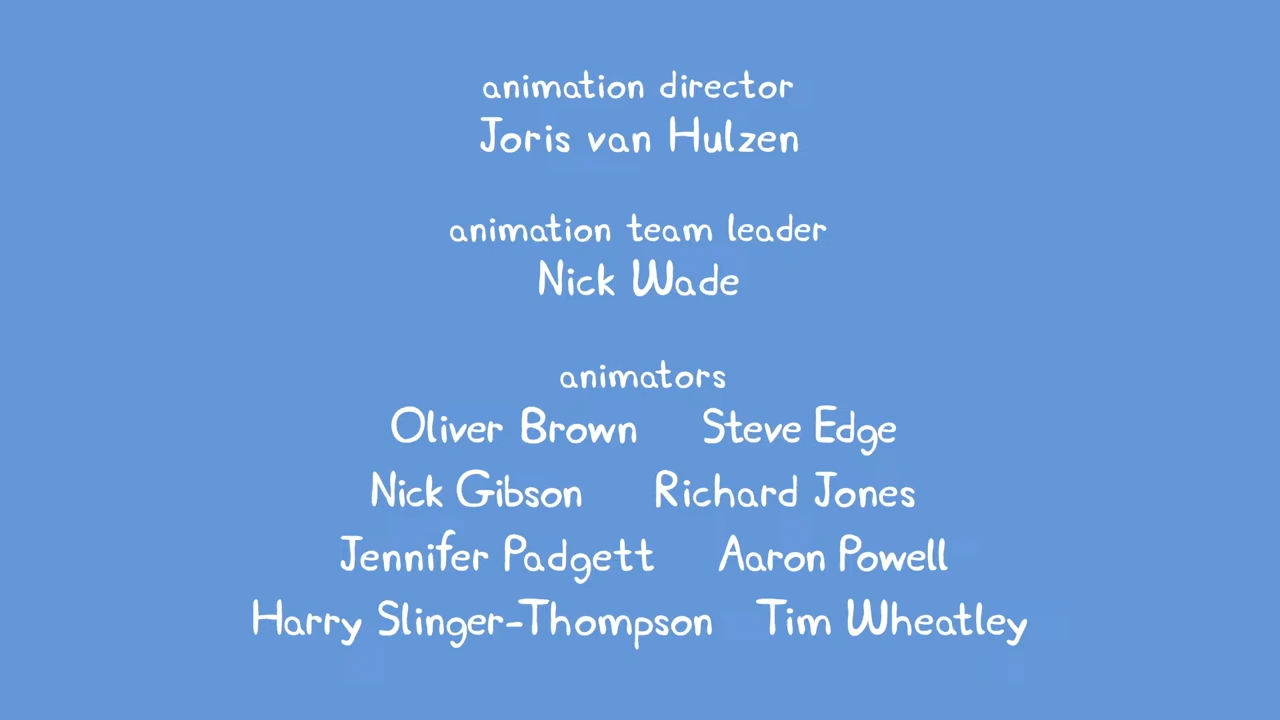 animation director
Joris van Hulzen
animation team leader
Nick Wade
animators
Oliver Brown Steve Edge
Nick Gibson Richard Jones
Jennifer Padgett Aaron Powell
Harry Slinger-Thompson Tim Wheatley